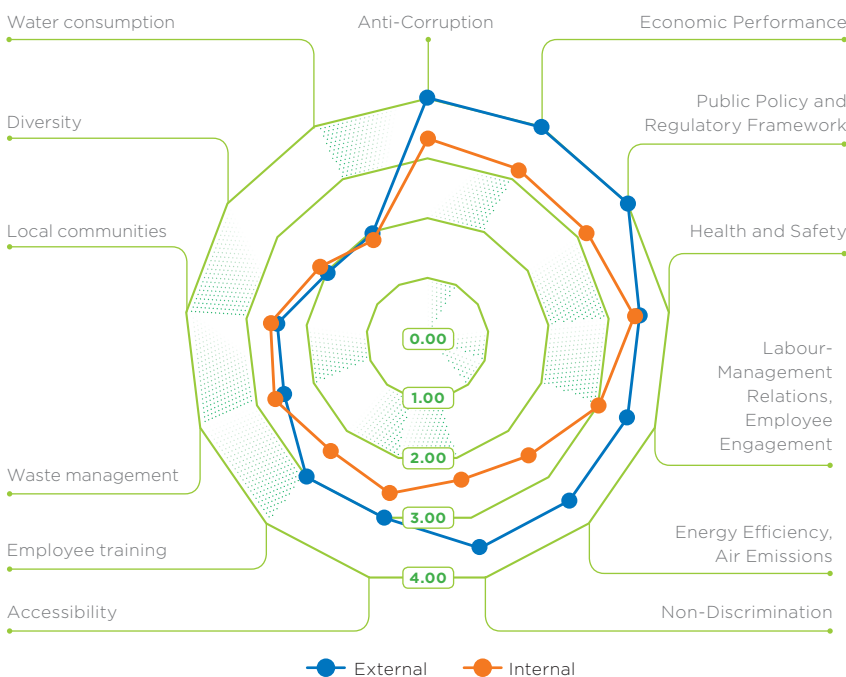 Water consumption
Anti-Corruption
Economic Performance
Diversity
Public Policy and
Regulatory Framework
Local communities
Health and Safety
0.00
Labour-
Management
Relations,
Employee
Engagement
1.00
2.00
Waste management
3.00
Energy Efficiency,
Air Emissions
Employee training
4.00
Accessibility
Non-Discrimination
External
Internal